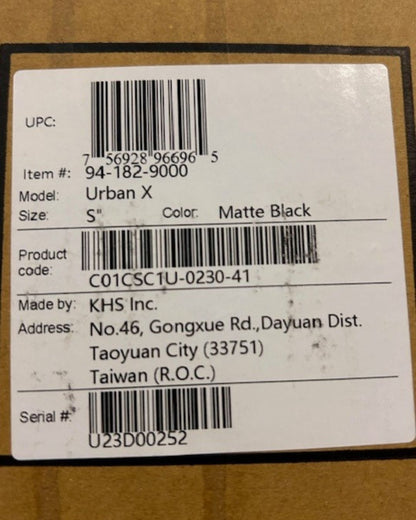 UPC:
7 56928 96696 5
Item #: 94-182-9000
Model: Urban X
Size: S" Color: Matte Black
Product code: C01CSC1U-0230-41
Made by: KHS Inc.
Address: No.46, Gongxue Rd.,Dayuan Dist.
Taoyuan City (33751)
Taiwan (R.O.C.)
Serial #:
U23D00252